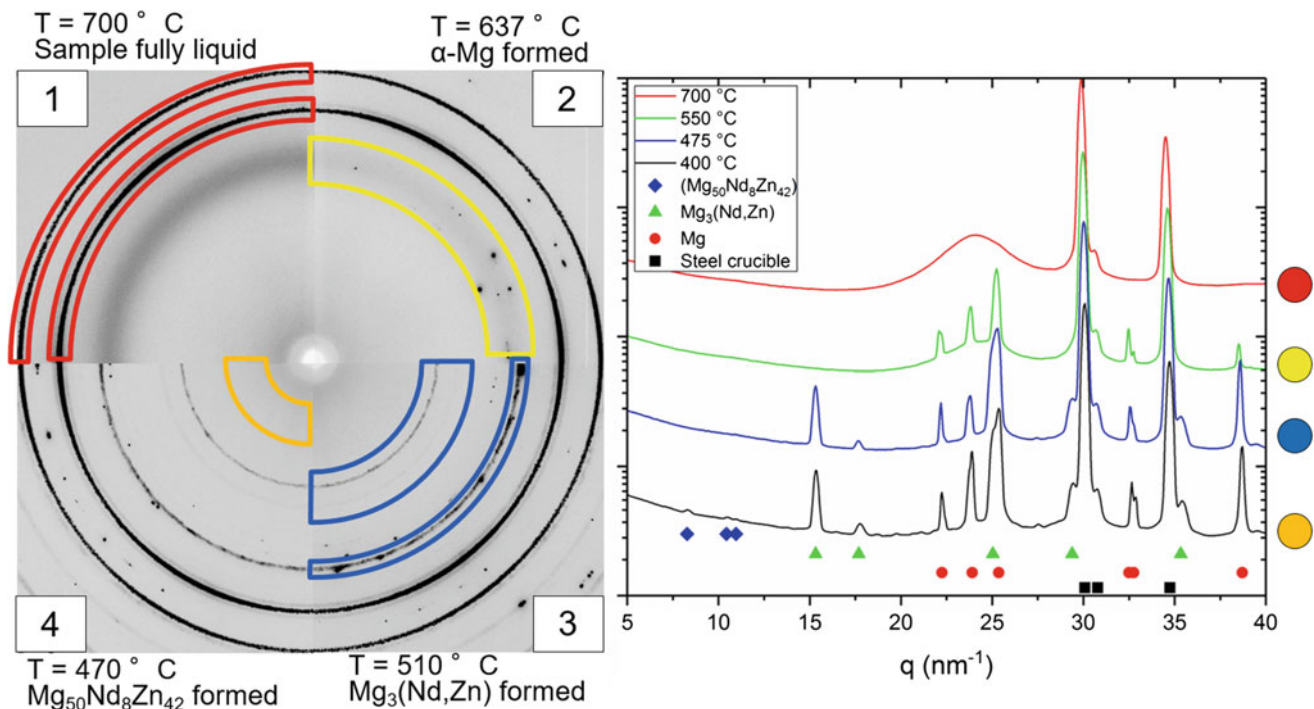 T = 700 ° C
Sample fully liquid
T = 637 ° C
α-Mg formed
1
2
4
3
T = 470 ° C
Mg₅₀Nd₈Zn₄₂ formed
T = 510 ° C
Mg₃(Nd,Zn) formed
700 °C
550 °C
475 °C
400 °C
(Mg₅₀Nd₈Zn₄₂)
Mg₃(Nd,Zn)
Mg
Steel crucible
5 10 15 20 25 30 35 40
q (nm⁻¹)